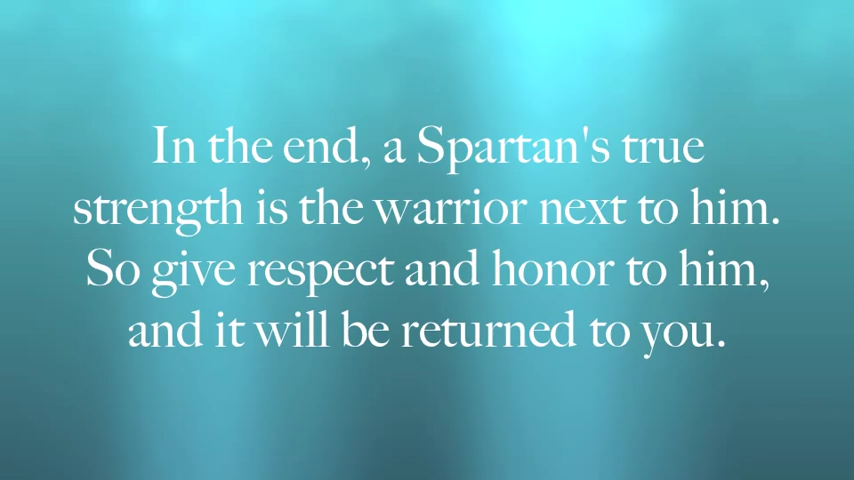 In the end, a Spartan's true
strength is the warrior next to him.
So give respect and honor to him,
and it will be returned to you.